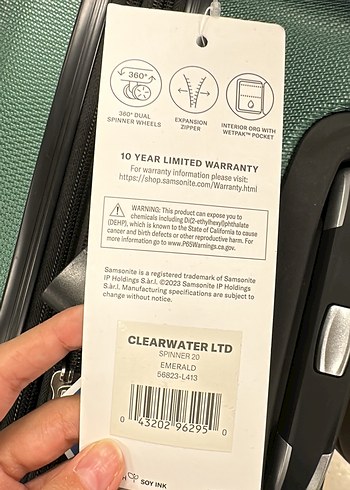 360°
360° DUAL
SPINNER WHEELS
EXPANSION
ZIPPER
INTERIOR ORG WITH
WETPAK™ POCKET
10 YEAR LIMITED WARRANTY
For warranty information please visit:
https://shop.samsonite.com/Warranty.html
WARNING: This product can expose you to
chemicals including Di(2-ethylhexyl)phthalate
(DEHP), which is known to the State of California to cause
cancer and birth defects or other reproductive harm. For
more information go to www.P65Warnings.ca.gov.
Samsonite is a registered trademark of Samsonite
IP Holdings S.àr.l. ©2023 Samsonite IP Holdings
S.àr.l. Manufacturing specifications are subject to
change without notice.
CLEARWATER LTD
SPINNER 20
EMERALD
56823-L413
0 43202 96295 0
SOY INK